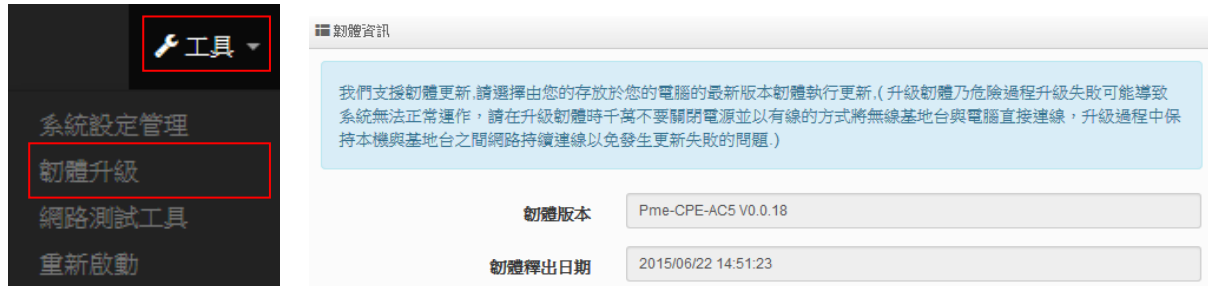 工具
系統設定管理
韌體升級
網路測試工具
重新啟動
韌體資訊
我們支援韌體更新,請選擇由您的存放於您的電腦的最新版本韌體執行更新,( 升級韌體乃危險過程升級失敗可能導致
系統無法正常運作，請在升級韌體時千萬不要關閉電源並以有線的方式將無線基地台與電腦直接連線，升級過程中保
持本機與基地台之間網路持續連線以免發生更新失敗的問題.)
韌體版本 Pme-CPE-AC5 V0.0.18
韌體釋出日期 2015/06/22 14:51:23